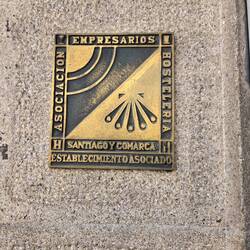 ASOCIACION
EMPRESARIOS
HOSTELERIA
H SANTIAGO Y COMARCA H
ESTABLECIMIENTO ASOCIADO